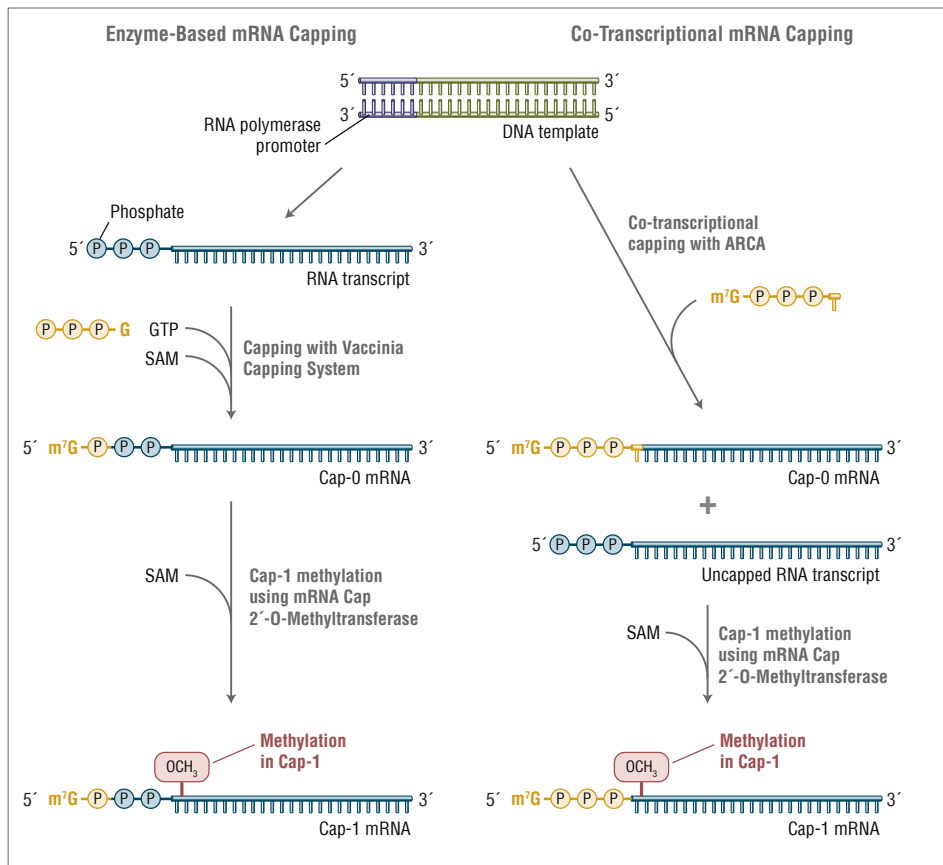 Enzyme-Based mRNA Capping
Co-Transcriptional mRNA Capping
5´ 3´
3´ 5´
RNA polymerase
promoter
DNA template
Phosphate
5´ P P P 3´
RNA transcript
Co-transcriptional
capping with ARCA
m⁷G P P P
P P P G GTP
SAM
Capping with Vaccinia
Capping System
5´ m⁷G P P P 3´
Cap-0 mRNA
5´ m⁷G P P P 3´
Cap-0 mRNA
+
5´ P P P 3´
Uncapped RNA transcript
SAM
Cap-1 methylation
using mRNA Cap
2´-O-Methyltransferase
SAM
Cap-1 methylation
using mRNA Cap
2´-O-Methyltransferase
Methylation
in Cap-1
OCH₃
5´ m⁷G P P P 3´
Cap-1 mRNA
Methylation
in Cap-1
OCH₃
5´ m⁷G P P P 3´
Cap-1 mRNA